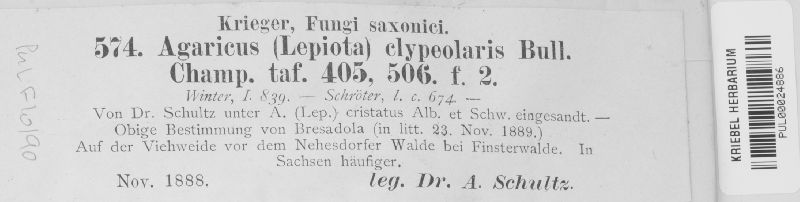 Krieger, Fungi saxonici.
574. Agaricus (Lepiota) clypeolaris Bull.
Champ. taf. 405, 506. f. 2.
Winter, I. 839. — Schröter, l. c. 674. —
Von Dr. Schultz unter A. (Lep.) cristatus Alb. et Schw. eingesandt. —
Obige Bestimmung von Bresadola (in litt. 23. Nov. 1889.)
Auf der Viehweide vor dem Nehesdorfer Walde bei Finsterwalde. In
Sachsen häufiger.
Nov. 1888. leg. Dr. A. Schultz.
KRIEBEL HERBARIUM
PUL00024886